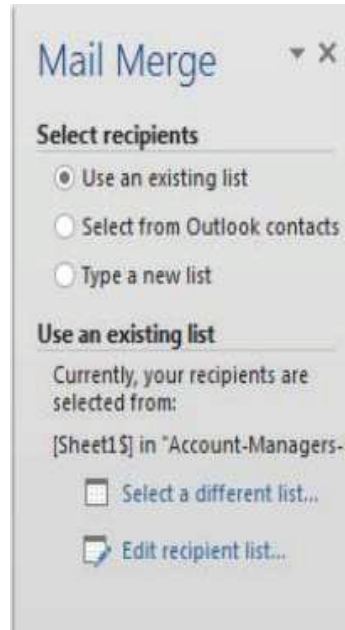 Mail Merge
Select recipients
Use an existing list
Select from Outlook contacts
Type a new list
Use an existing list
Currently, your recipients are
selected from:
[Sheet1$] in "Account-Managers-
Select a different list...
Edit recipient list...